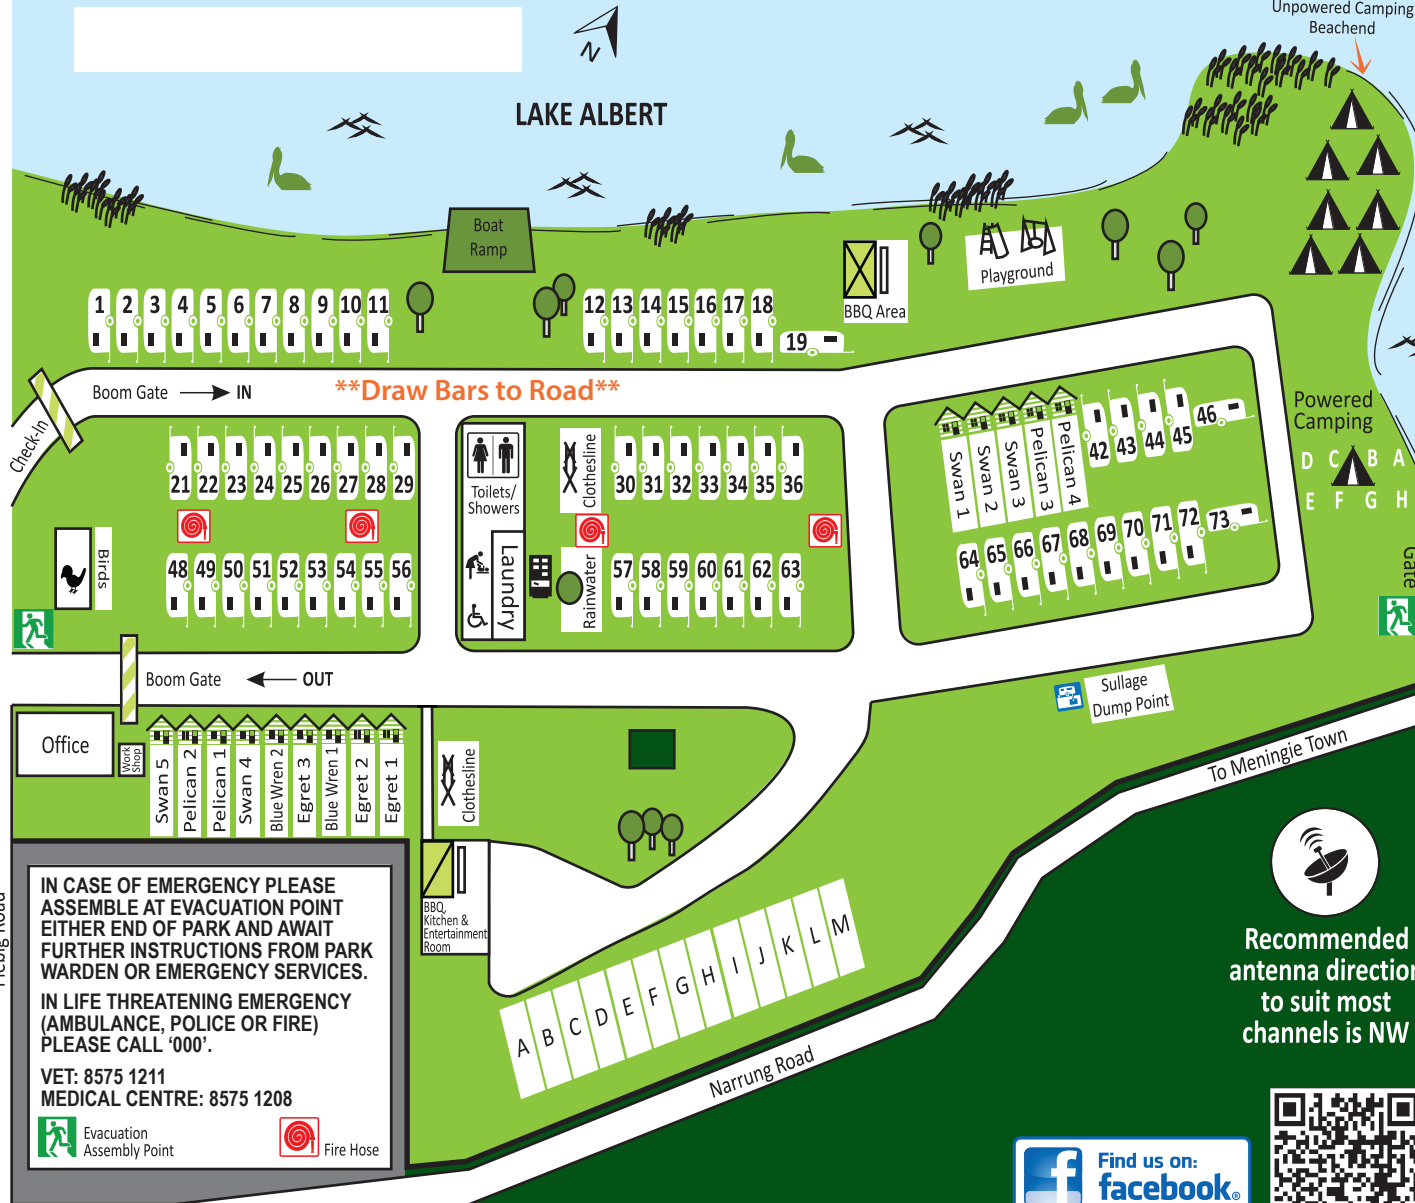 Unpowered Camping
Beachend
N
LAKE ALBERT
Boat
Ramp
Playground
BBQ Area
1 2 3 4 5 6 7 8 9 10 11
12 13 14 15 16 17 18
19
Boom Gate
IN
**Draw Bars to Road**
Check-In
21 22 23 24 25 26 27 28 29
Toilets/
Showers
Clothesline
30 31 32 33 34 35 36
Swan 1
Swan 2
Swan 3
Pelican 3
Pelican 4
42 43 44 45 46
Powered
Camping
D C B A
E F G H
Birds
48 49 50 51 52 53 54 55 56
Laundry
Rainwater
57 58 59 60 61 62 63
64 65 66 67 68 69 70 71 72 73
Gate
Boom Gate
OUT
Sullage
Dump Point
Office
Work
Shop
Swan 5
Pelican 2
Pelican 1
Swan 4
Blue Wren 2
Egret 3
Blue Wren 1
Egret 2
Egret 1
Clothesline
BBQ,
Kitchen &
Entertainment
Room
To Meningie Town
A B C D E F G H I J K L M
Narrung Road
Road
IN CASE OF EMERGENCY PLEASE
ASSEMBLE AT EVACUATION POINT
EITHER END OF PARK AND AWAIT
FURTHER INSTRUCTIONS FROM PARK
WARDEN OR EMERGENCY SERVICES.
IN LIFE THREATENING EMERGENCY
(AMBULANCE, POLICE OR FIRE)
PLEASE CALL ‘000’.
VET: 8575 1211
MEDICAL CENTRE: 8575 1208
Evacuation
Assembly Point
Fire Hose
Recommended
antenna direction
to suit most
channels is NW
f
Find us on:
facebook®